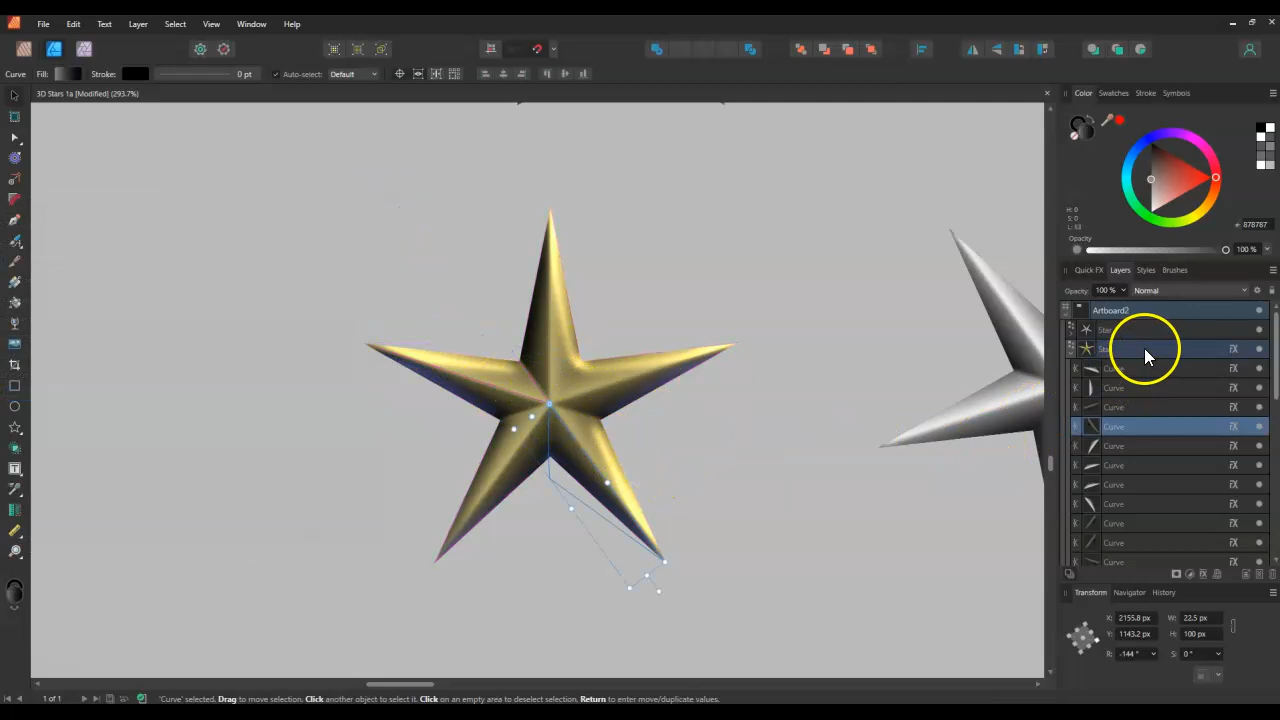 File Edit Text Layer Select View Window Help
Curve Fill: Stroke: 0 pt Auto-select: Default
3D Stars 1a [Modified] (293.7%)
Color Swatches Stroke Symbols
H: 0
S: 0
L: 53
#: 878787
Opacity
100 %
Quick FX Layers Styles Brushes
Opacity: 100 % Normal
Artboard2
Curve
Curve
Curve
Curve
Curve
Curve
Curve
Curve
Curve
Curve
Curve
Transform Navigator History
X: 2155.8 px W: 22.5 px
Y: 1143.2 px H: 100 px
R: -144 ° S: 0 °
1 of 1 'Curve' selected. Drag to move selection. Click another object to select it. Click on an empty area to deselect selection. Return to enter move/duplicate values.